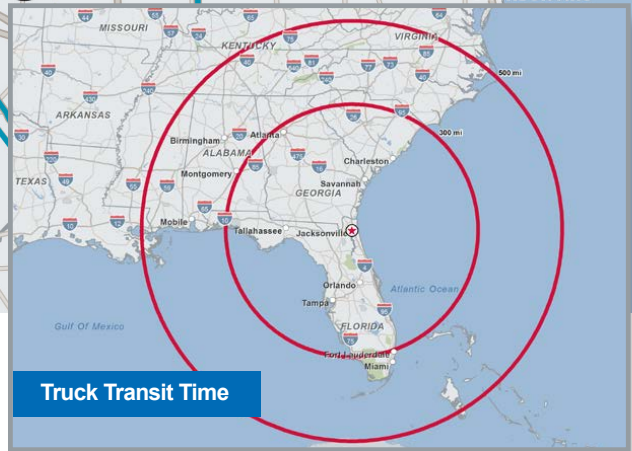 MISSOURI
KENTUCKY
VIRGINIA
500 mi
ARKANSAS
300 mi
Birmingham
Atlanta
ALABAMA
Charleston
Montgomery
TEXAS
Savannah
GEORGIA
Mobile
Tallahassee
Jacksonville
Orlando
Atlantic Ocean
Tampa
Gulf Of Mexico
FLORIDA
Fort Lauderdale
Miami
Truck Transit Time